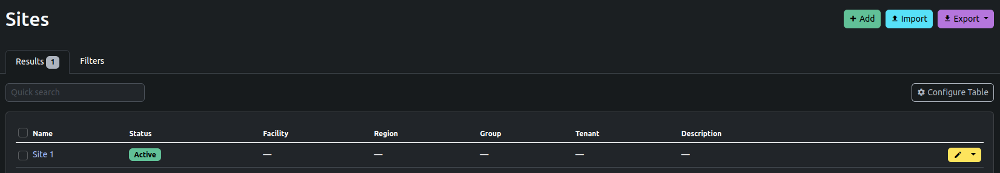 Sites
Add Import Export
Results 1 Filters
Quick search Configure Table
Name Status Facility Region Group Tenant Description
Site 1 Active — — — — —